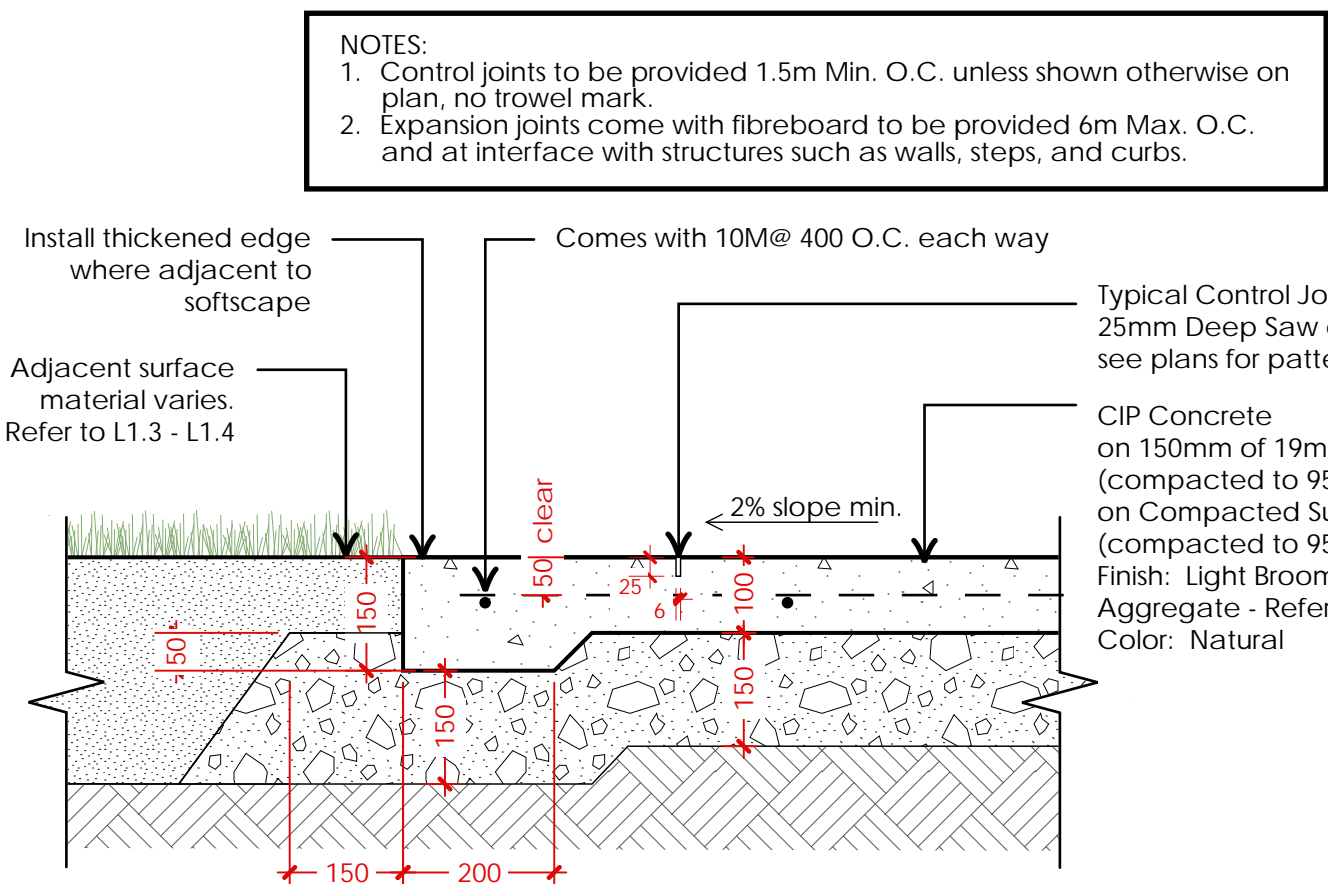 NOTES:
1. Control joints to be provided 1.5m Min. O.C. unless shown otherwise on
plan, no trowel mark.
2. Expansion joints come with fibreboard to be provided 6m Max. O.C.
and at interface with structures such as walls, steps, and curbs.
Install thickened edge
where adjacent to
softscape
Comes with 10M@ 400 O.C. each way
Typical Control Jo
25mm Deep Saw
see plans for patte
Adjacent surface
material varies.
Refer to L1.3 - L1.4
CIP Concrete
on 150mm of 19m
(compacted to 95
on Compacted Su
(compacted to 95
Finish: Light Broom
Aggregate - Refer
Color: Natural
2% slope min.
50 clear
25
6
100
150
50
150
150
150
200